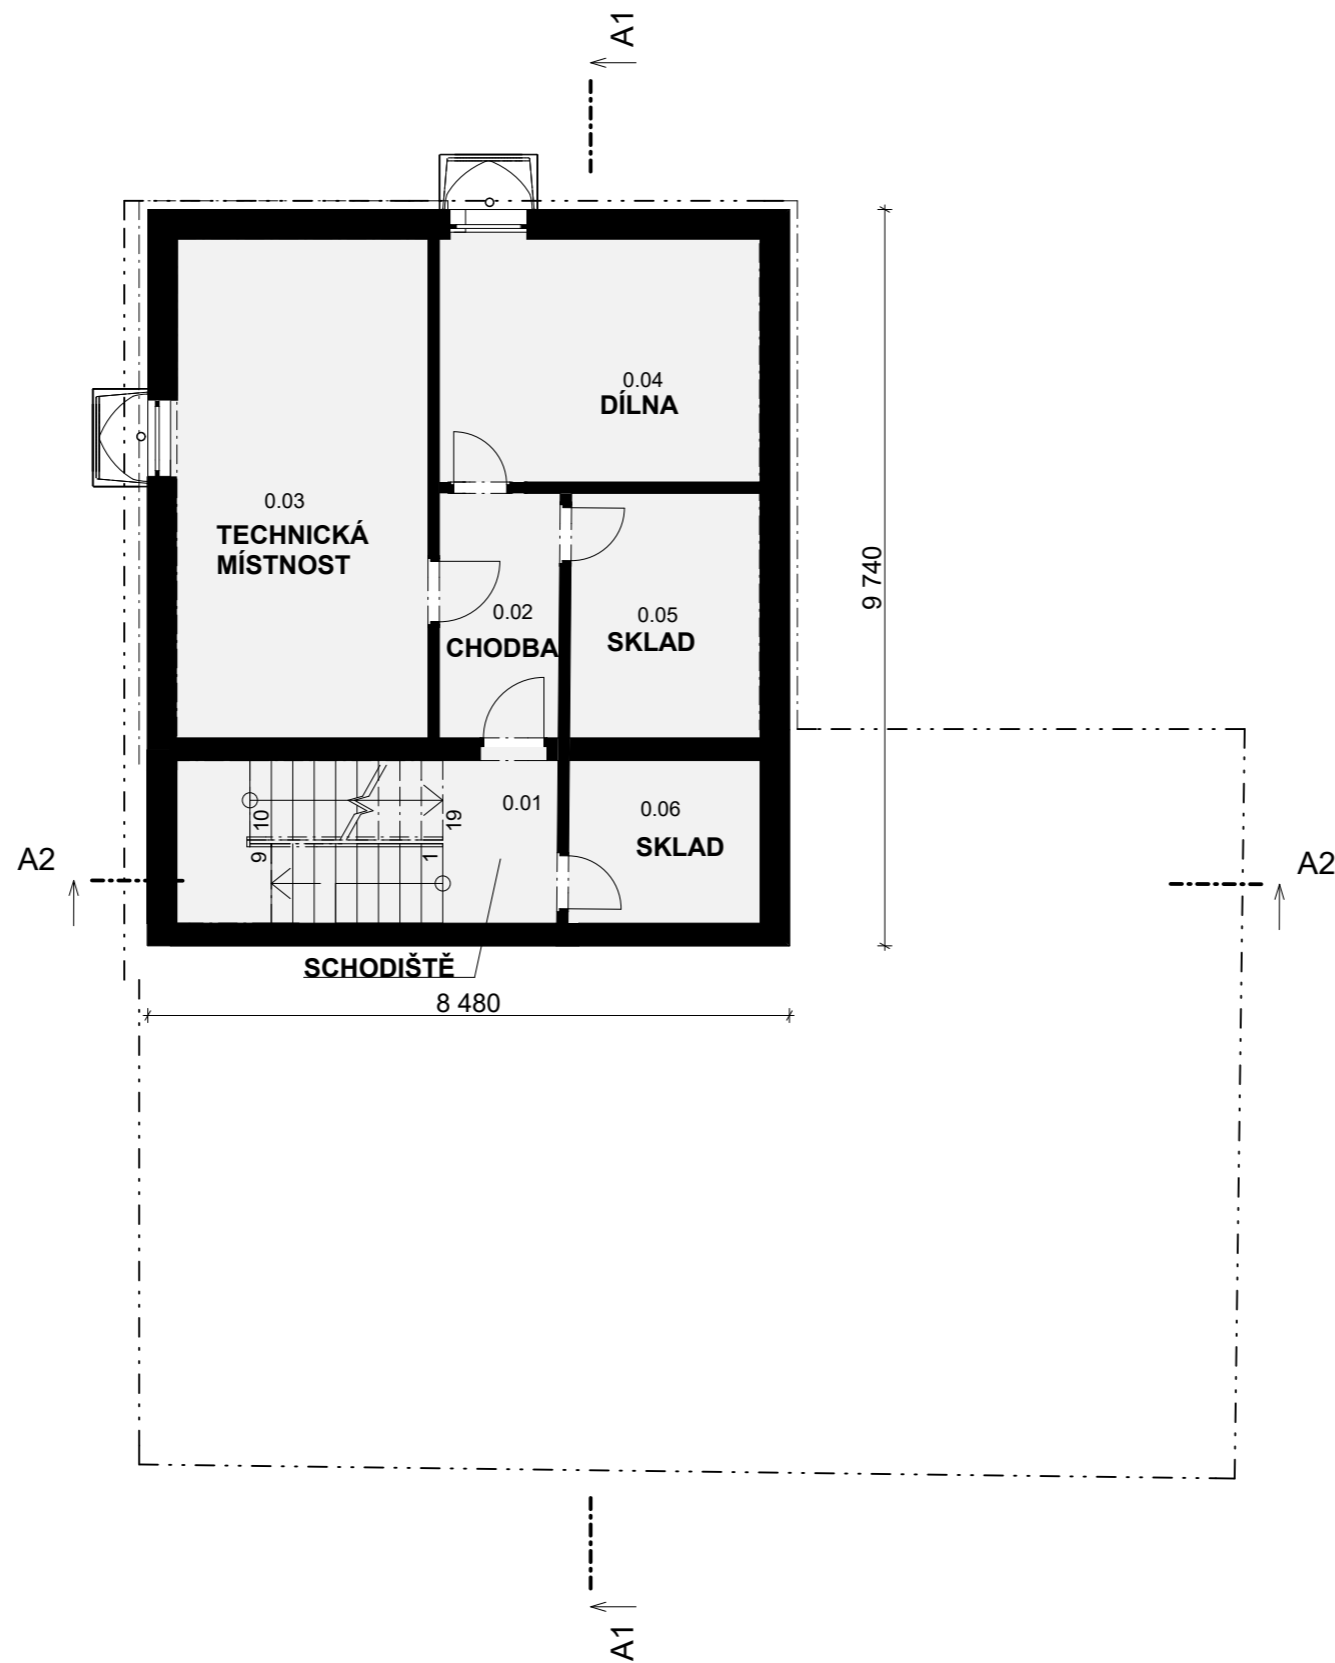 A1
0.04
DÍLNA
0.03
TECHNICKÁ
MÍSTNOST
9 740
0.02
CHODBA
0.05
SKLAD
0.01
0.06
SKLAD
10
19
9
1
A2
A2
SCHODIŠTĚ
8 480
A1